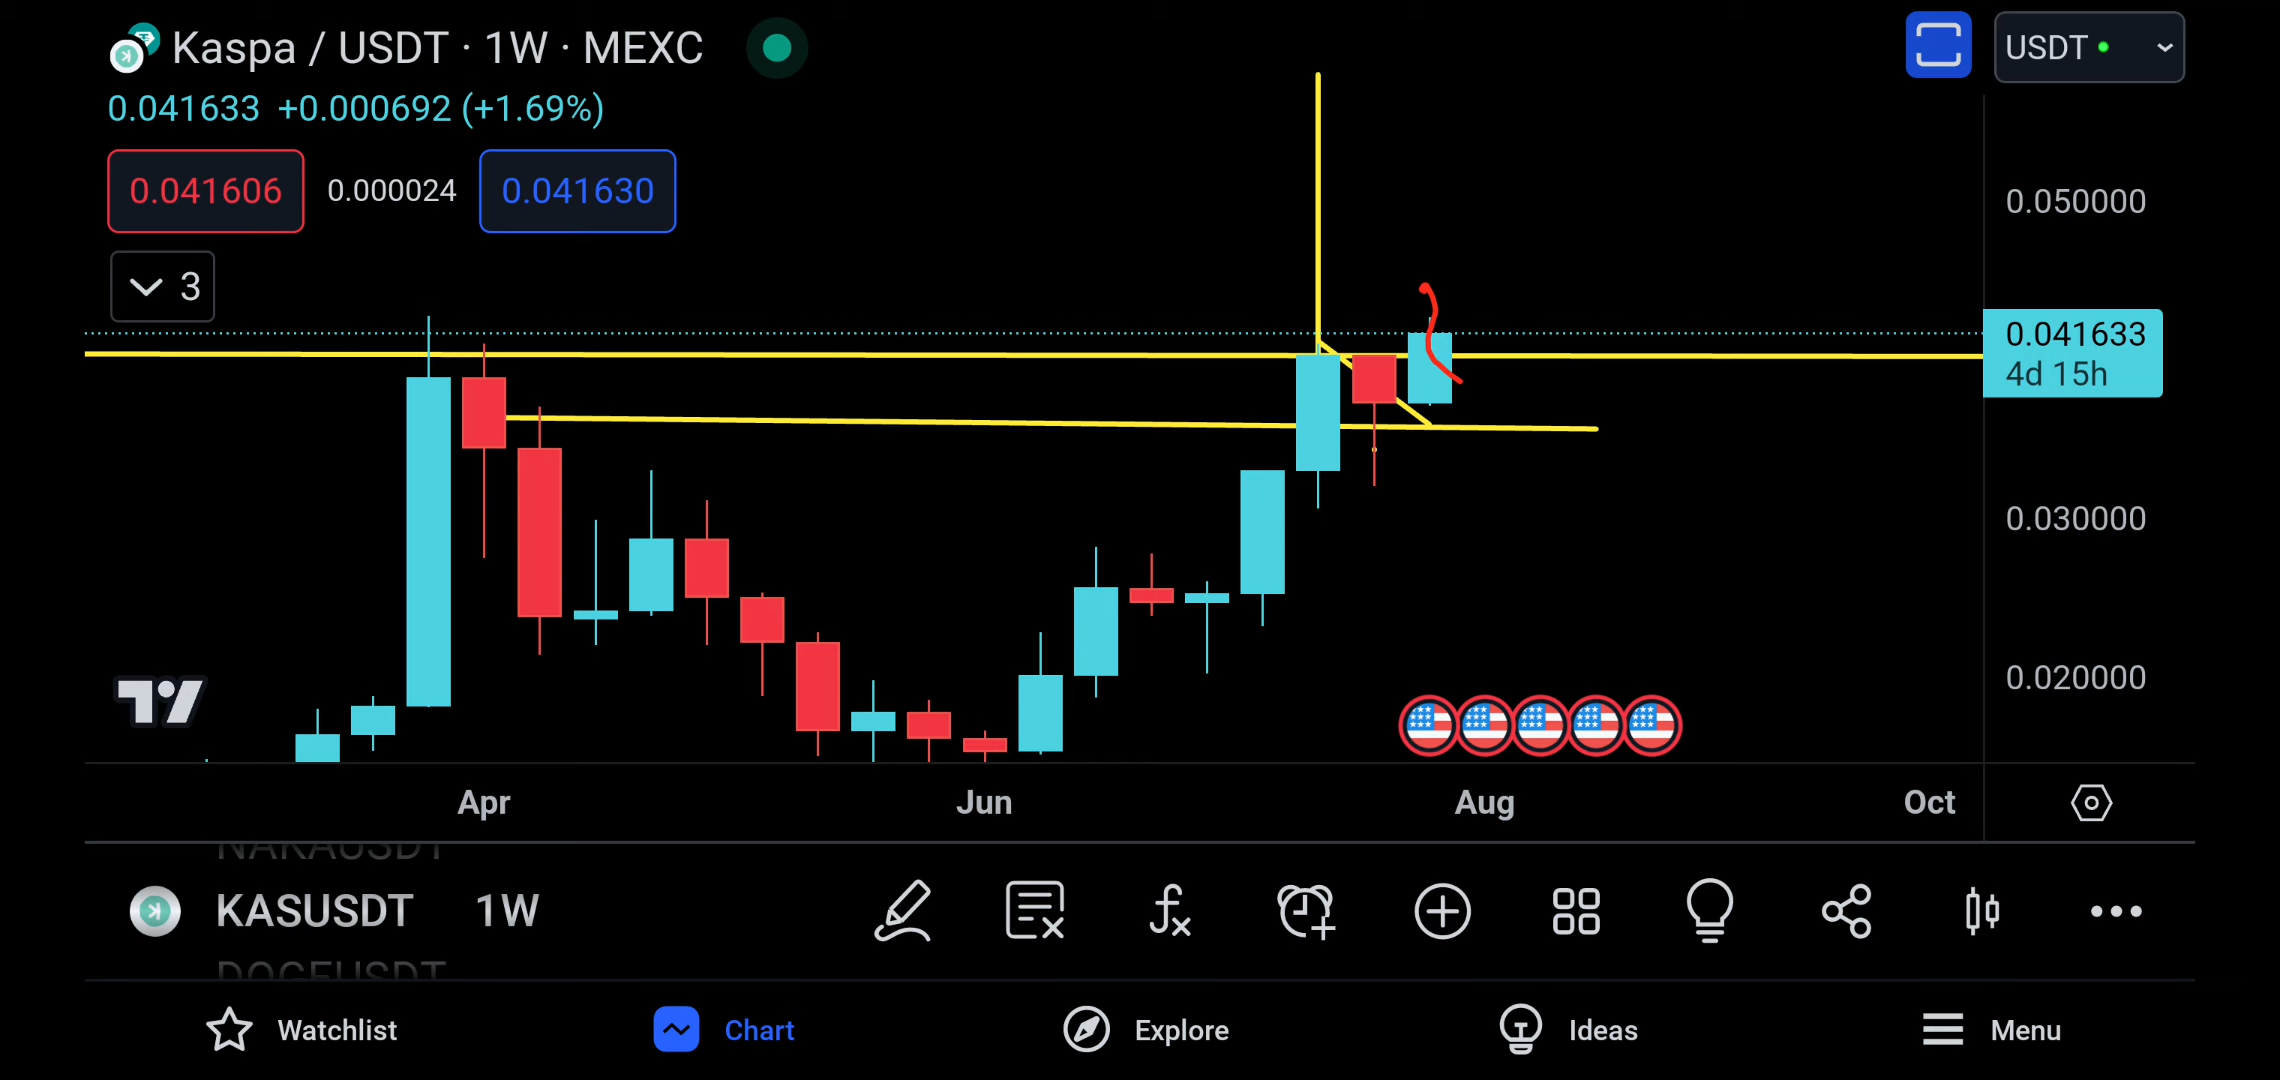 Kaspa / USDT · 1W · MEXC
USDT
0.041633 +0.000692 (+1.69%)
0.041606 0.000024 0.041630
3
0.050000
0.041633
4d 15h
0.030000
0.020000
Apr Jun Aug Oct
NAKAUSDT
KASUSDT 1W
DOGEUSDT
Watchlist Chart Explore Ideas Menu